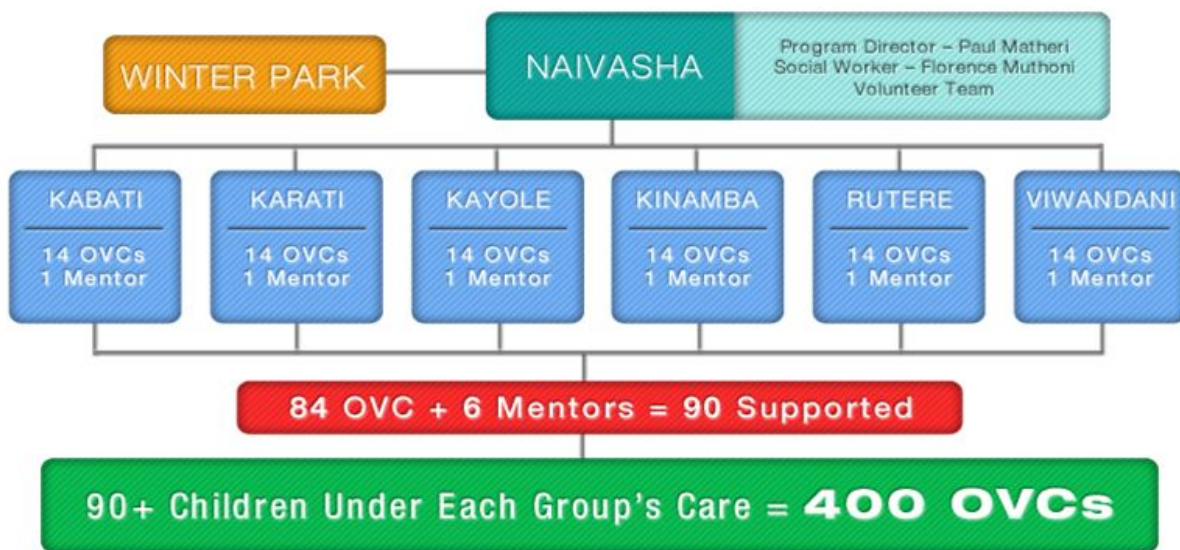 WINTER PARK
NAIVASHA
Program Director – Paul Matheri
Social Worker – Florence Muthoni
Volunteer Team
KABATI
14 OVCs
1 Mentor
KARATI
14 OVCs
1 Mentor
KAYOLE
14 OVCs
1 Mentor
KINAMBA
14 OVCs
1 Mentor
RUTERE
14 OVCs
1 Mentor
VIWANDANI
14 OVCs
1 Mentor
84 OVC + 6 Mentors = 90 Supported
90+ Children Under Each Group's Care = 400 OVCs